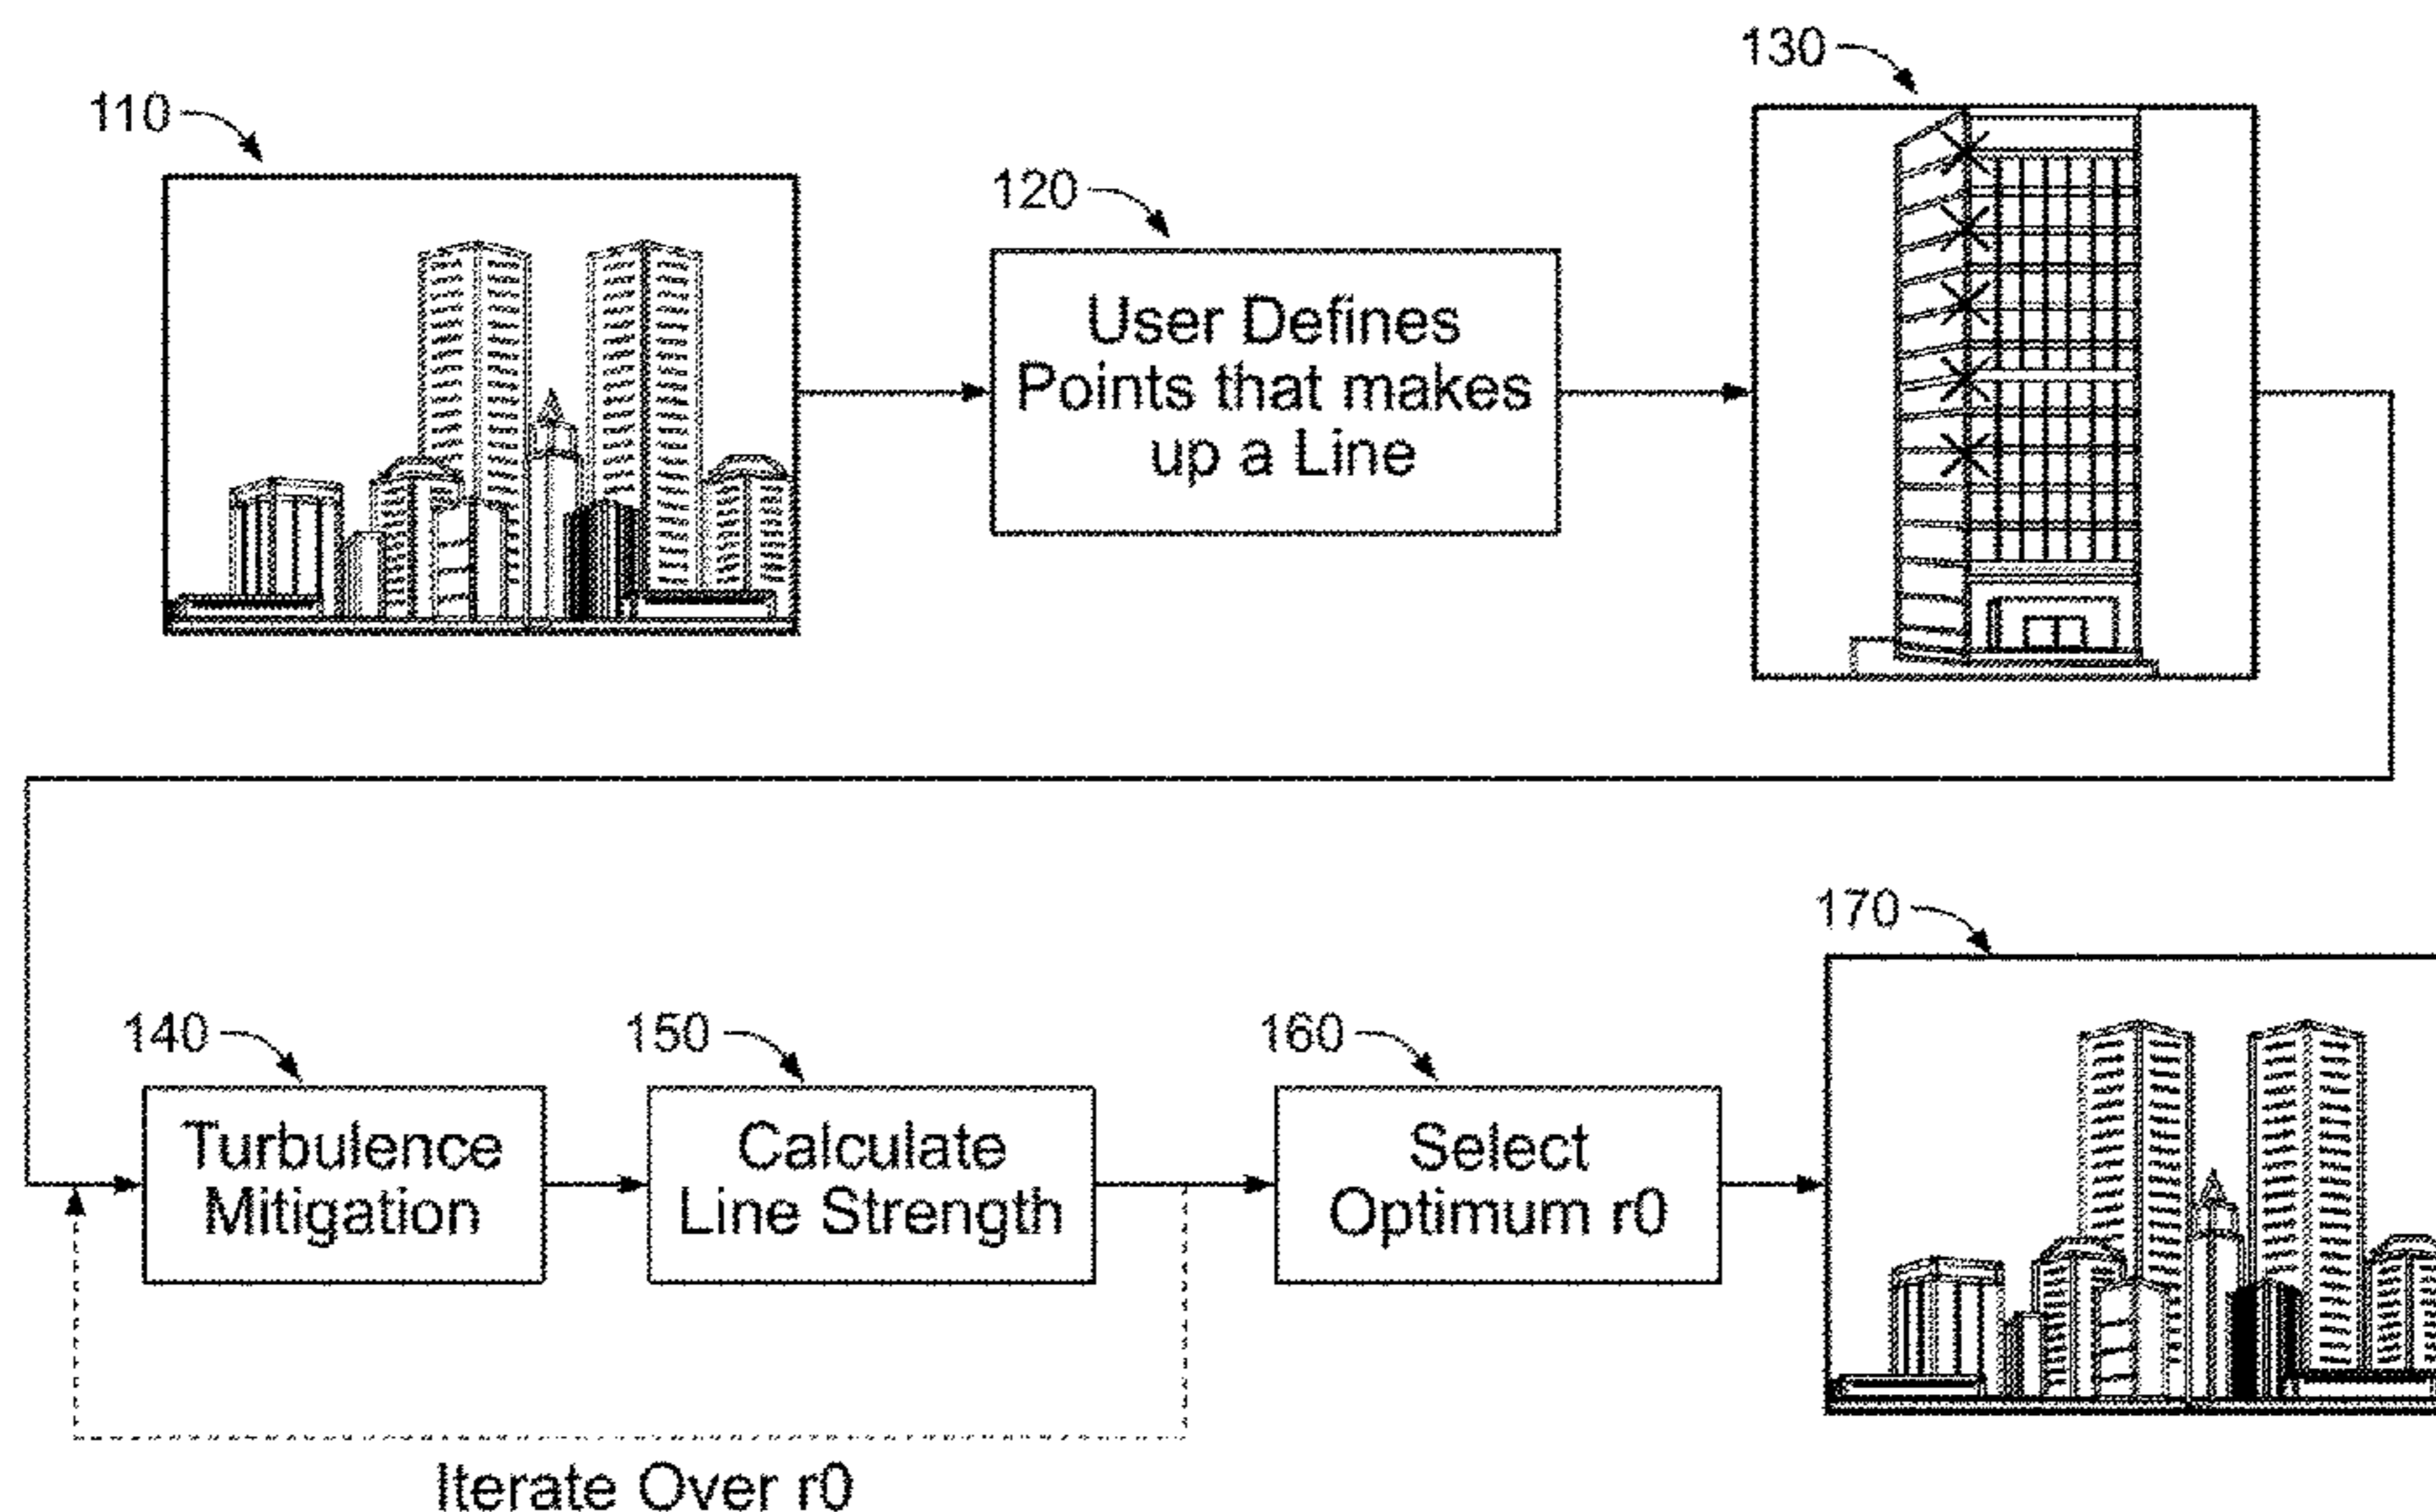 110
120
130
User Defines
Points that makes
up a Line
140
150
160
170
Turbulence
Mitigation
Calculate
Line Strength
Select
Optimum r0
Iterate Over r0